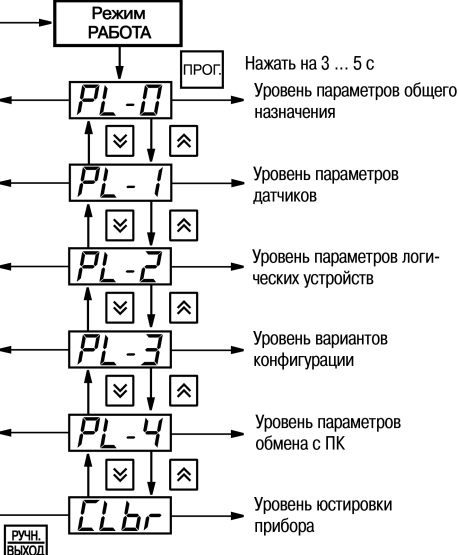 Режим
РАБОТА
ПРОГ.
Нажать на 3 ... 5 с
PL-0
Уровень параметров общего
назначения
PL-1
Уровень параметров
датчиков
PL-2
Уровень параметров логи-
ческих устройств
PL-3
Уровень вариантов
конфигурации
PL-4
Уровень параметров
обмена с ПК
CLbr
Уровень юстировки
прибора
РУЧН.
ВЫХОД